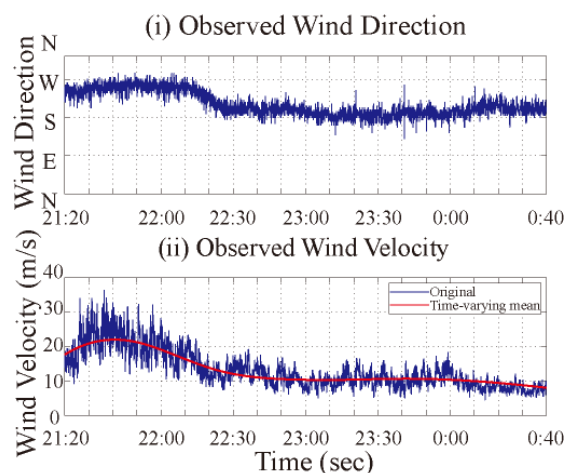 (i) Observed Wind Direction
Wind Direction
N
W
S
E
N
21:20 22:00 22:30 23:00 23:30 0:00 0:40
(ii) Observed Wind Velocity
Wind Velocity (m/s)
40
30
20
10
0
Original
Time-varying mean
21:20 22:00 22:30 23:00 23:30 0:00 0:40
Time (sec)